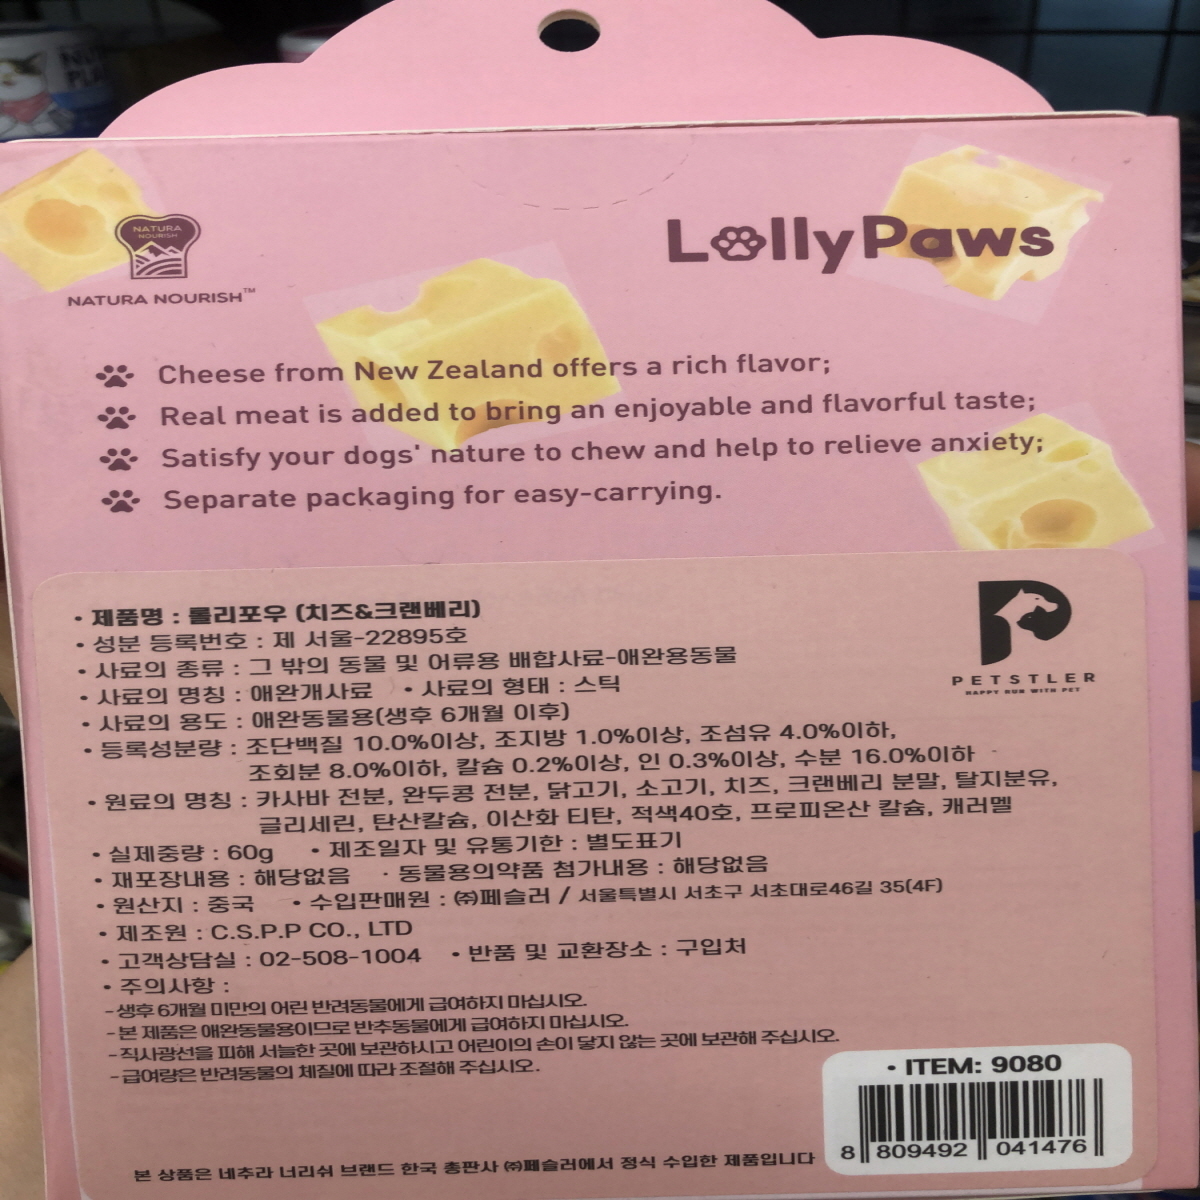 NATURA
NOURISH
NATURA NOURISH™
LollyPaws
Cheese from New Zealand offers a rich flavor;
Real meat is added to bring an enjoyable and flavorful taste;
Satisfy your dogs' nature to chew and help to relieve anxiety;
Separate packaging for easy-carrying.
PETSTLER
HAPPY RUN WITH PET
• 제품명 : 롤리포우 (치즈&크랜베리)
• 성분 등록번호 : 제 서울-22895호
• 사료의 종류 : 그 밖의 동물 및 어류용 배합사료-애완용동물
• 사료의 명칭 : 애완개사료 • 사료의 형태 : 스틱
• 사료의 용도 : 애완동물용(생후 6개월 이후)
• 등록성분량 : 조단백질 10.0%이상, 조지방 1.0%이상, 조섬유 4.0%이하,
조회분 8.0%이하, 칼슘 0.2%이상, 인 0.3%이상, 수분 16.0%이하
• 원료의 명칭 : 카사바 전분, 완두콩 전분, 닭고기, 소고기, 치즈, 크랜베리 분말, 탈지분유,
글리세린, 탄산칼슘, 이산화 티탄, 적색40호, 프로피온산 칼슘, 캐러멜
• 실제중량 : 60g • 제조일자 및 유통기한 : 별도표기
• 재포장내용 : 해당없음 · 동물용의약품 첨가내용 : 해당없음
• 원산지 : 중국 • 수입판매원 : ㈜페슬러 / 서울특별시 서초구 서초대로46길 35(4F)
• 제조원 : C.S.P.P CO., LTD
• 고객상담실 : 02-508-1004 • 반품 및 교환장소 : 구입처
• 주의사항 :
-생후 6개월 미만의 어린 반려동물에게 급여하지 마십시오.
-본 제품은 애완동물용이므로 반추동물에게 급여하지 마십시오.
-직사광선을 피해 서늘한 곳에 보관하시고 어린이의 손이 닿지 않는 곳에 보관해 주십시오.
-급여량은 반려동물의 체질에 따라 조절해 주십시오.
• ITEM: 9080
8 809492 041476
본 상품은 네추라 너리쉬 브랜드 한국 총판사 ㈜페슬러에서 정식 수입한 제품입니다